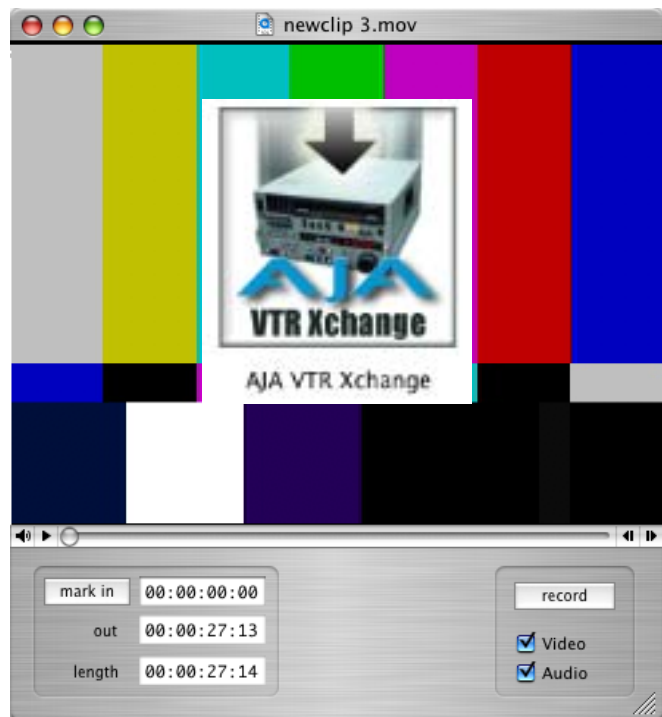 newclip 3.mov
AJA
VTR Xchange
AJA VTR Xchange
mark in 00:00:00:00
out 00:00:27:13
length 00:00:27:14
record
Video
Audio